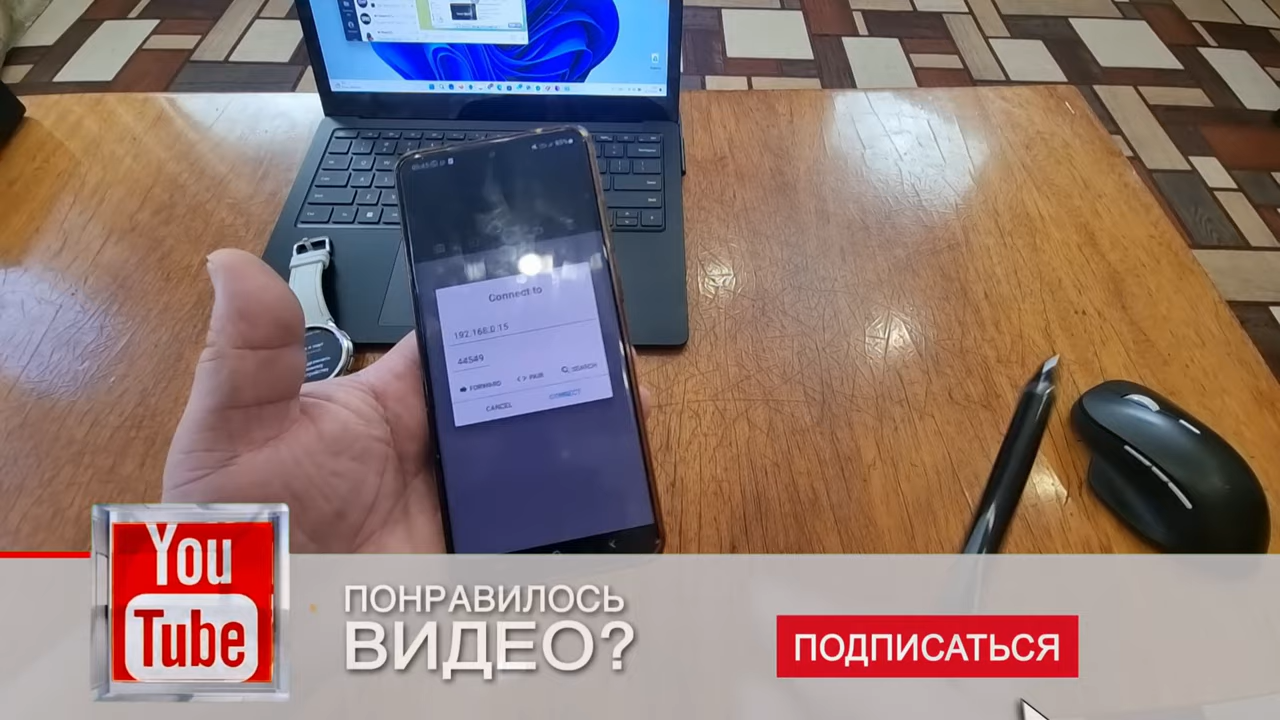 Connect to
192.168.0.15
44549
FORWARD
< > PAIR
SEARCH
CANCEL
CONNECT
You
Tube
ПОНРАВИЛОСЬ
ВИДЕО?
ПОДПИСАТЬСЯ